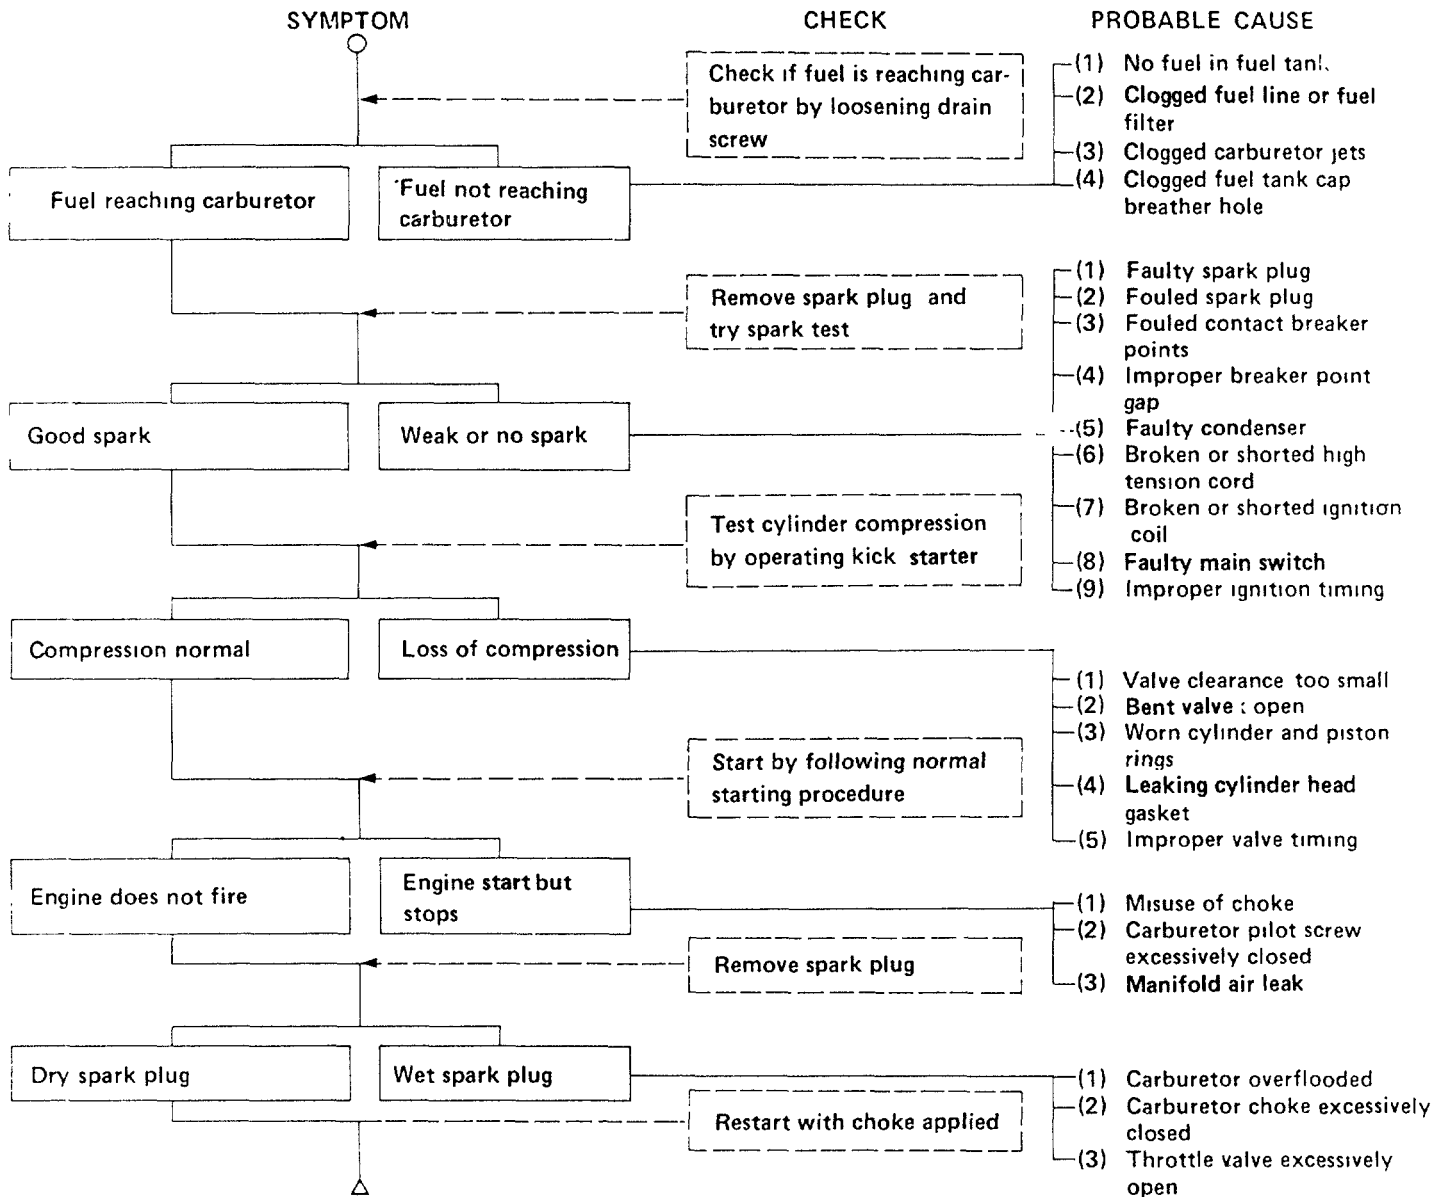 SYMPTOM
CHECK
PROBABLE CAUSE
Check if fuel is reaching car-
buretor by loosening drain
screw
(1) No fuel in fuel tank
(2) Clogged fuel line or fuel
filter
(3) Clogged carburetor jets
(4) Clogged fuel tank cap
breather hole
Fuel reaching carburetor
Fuel not reaching
carburetor
Remove spark plug and
try spark test
(1) Faulty spark plug
(2) Fouled spark plug
(3) Fouled contact breaker
points
(4) Improper breaker point
gap
(5) Faulty condenser
(6) Broken or shorted high
tension cord
(7) Broken or shorted ignition
coil
(8) Faulty main switch
(9) Improper ignition timing
Good spark
Weak or no spark
Test cylinder compression
by operating kick starter
Compression normal
Loss of compression
(1) Valve clearance too small
(2) Bent valve : open
(3) Worn cylinder and piston
rings
(4) Leaking cylinder head
gasket
(5) Improper valve timing
Start by following normal
starting procedure
Engine does not fire
Engine start but
stops
(1) Misuse of choke
(2) Carburetor pilot screw
excessively closed
(3) Manifold air leak
Remove spark plug
Dry spark plug
Wet spark plug
(1) Carburetor overflooded
(2) Carburetor choke excessively
closed
(3) Throttle valve excessively
open
Restart with choke applied